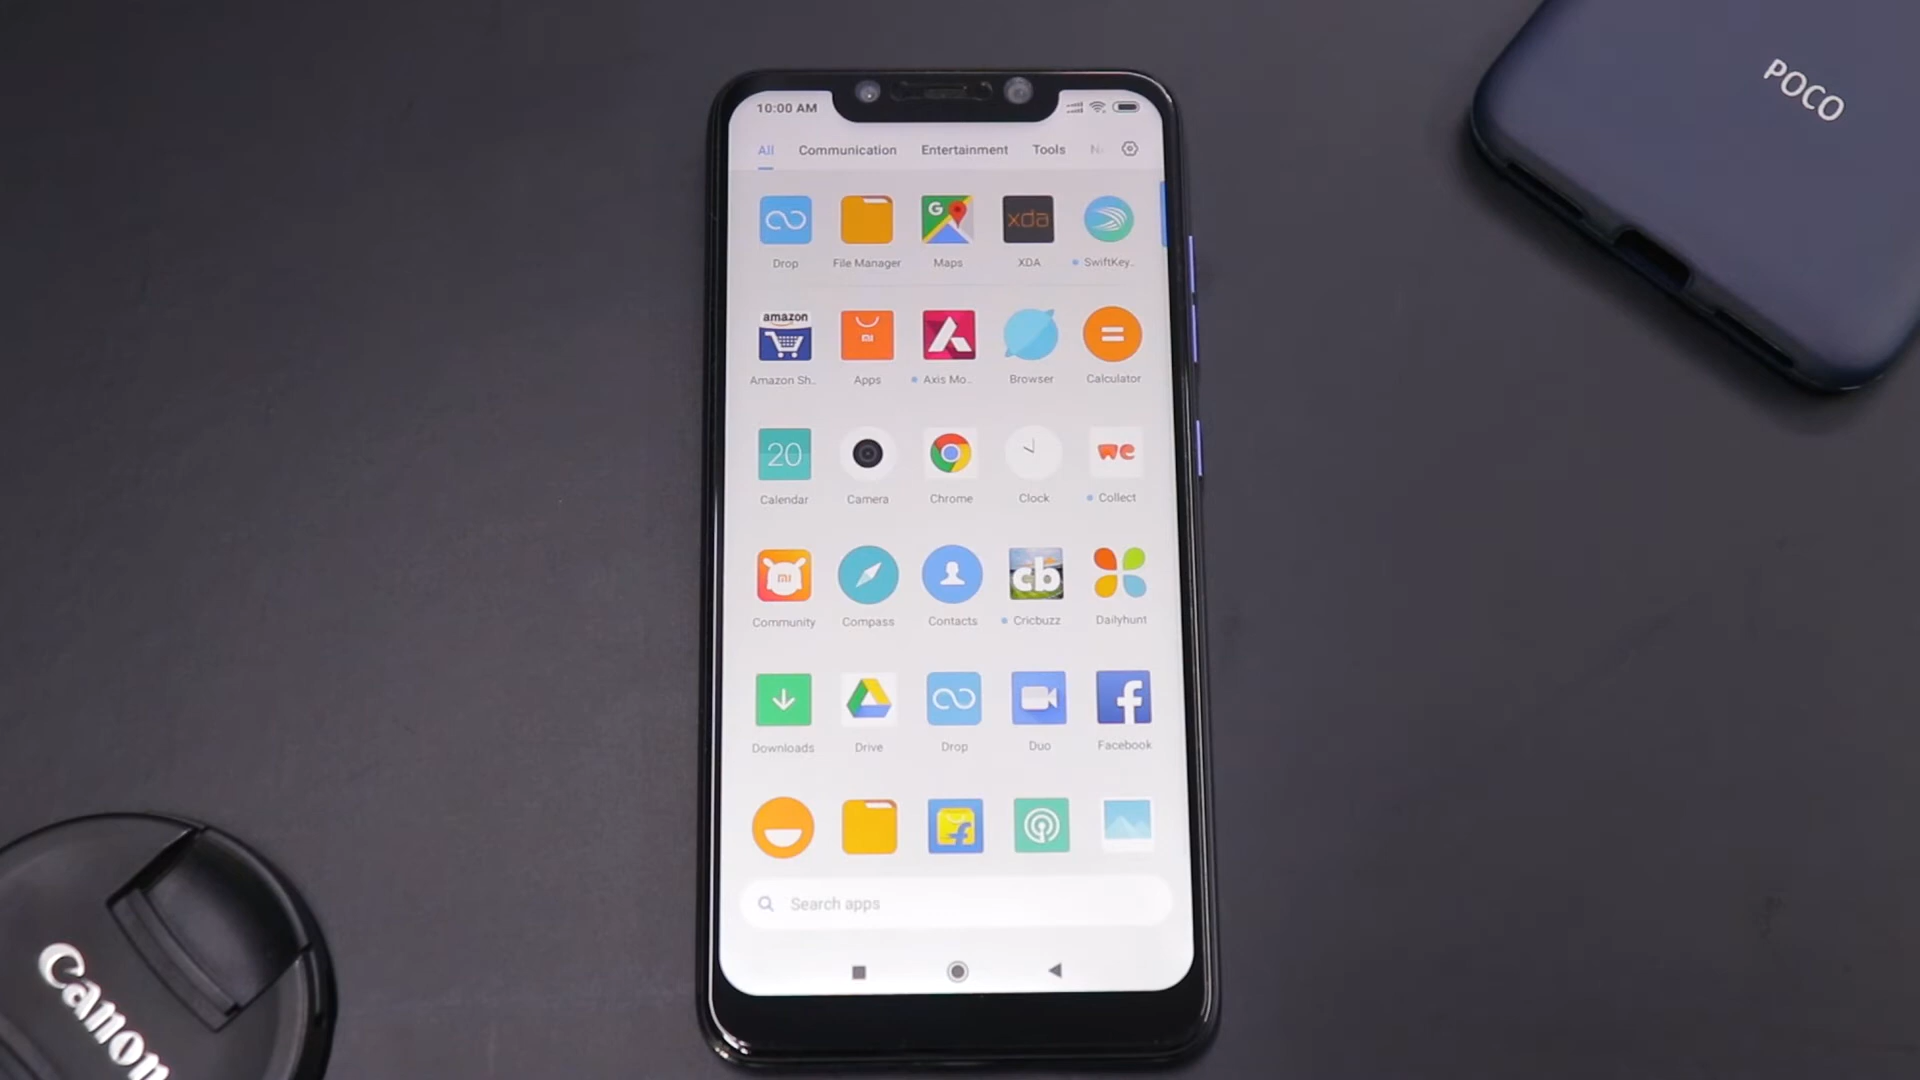 POCO
10:00 AM
All Communication Entertainment Tools
G xda
Drop File Manager Maps XDA SwiftKey..
amazon mi
Amazon Sh.. Apps Axis Mo.. Browser Calculator
20 we
Calendar Camera Chrome Clock Collect
mi cb
Community Compass Contacts Cricbuzz Dailyhunt
f
Downloads Drive Drop Duo Facebook
f
Search apps
Canon